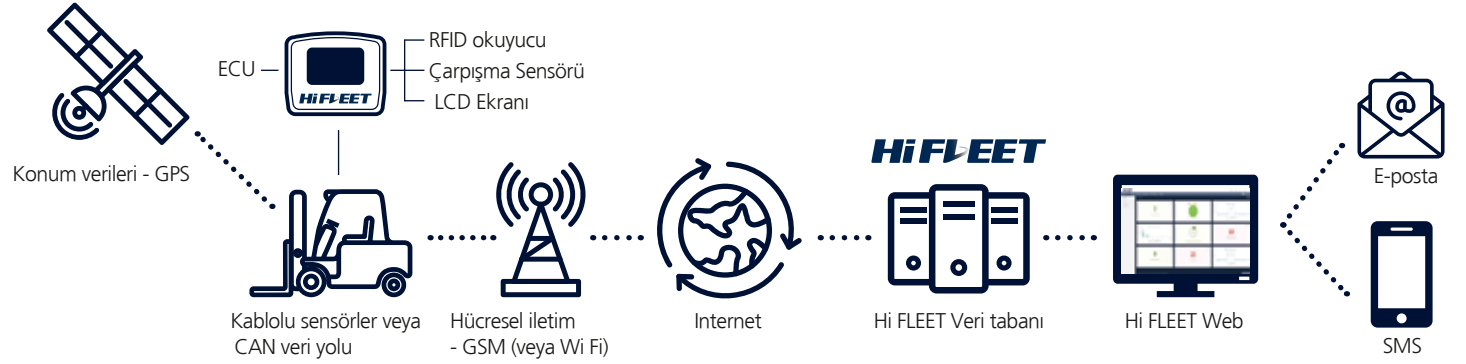 ECU
HiFLEET
RFID okuyucu
Çarpışma Sensörü
LCD Ekranı
Konum verileri - GPS
HiFLEET
@
E-posta
Kablolu sensörler veya
CAN veri yolu
Hücresel iletim
- GSM (veya Wi Fi)
Internet
Hi FLEET Veri tabanı
Hi FLEET Web
SMS